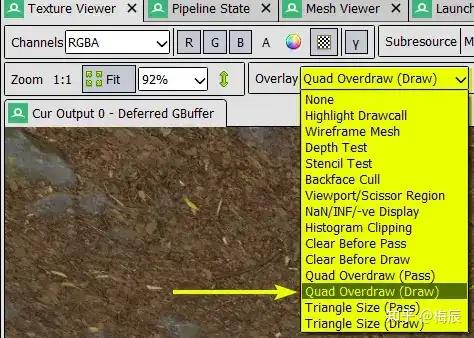 Texture Viewer × Pipeline State × Mesh Viewer × Launch
Channels RGBA R G B A γ Subresource M
Zoom 1:1 Fit 92% Overlay Quad Overdraw (Draw)
Cur Output 0 - Deferred GBuffer
None
Highlight Drawcall
Wireframe Mesh
Depth Test
Stencil Test
Backface Cull
Viewport/Scissor Region
NaN/INF/-ve Display
Histogram Clipping
Clear Before Pass
Clear Before Draw
Quad Overdraw (Pass)
Quad Overdraw (Draw)
Triangle Size (Pass)
Triangle Size (Draw)
知乎 @梅辰